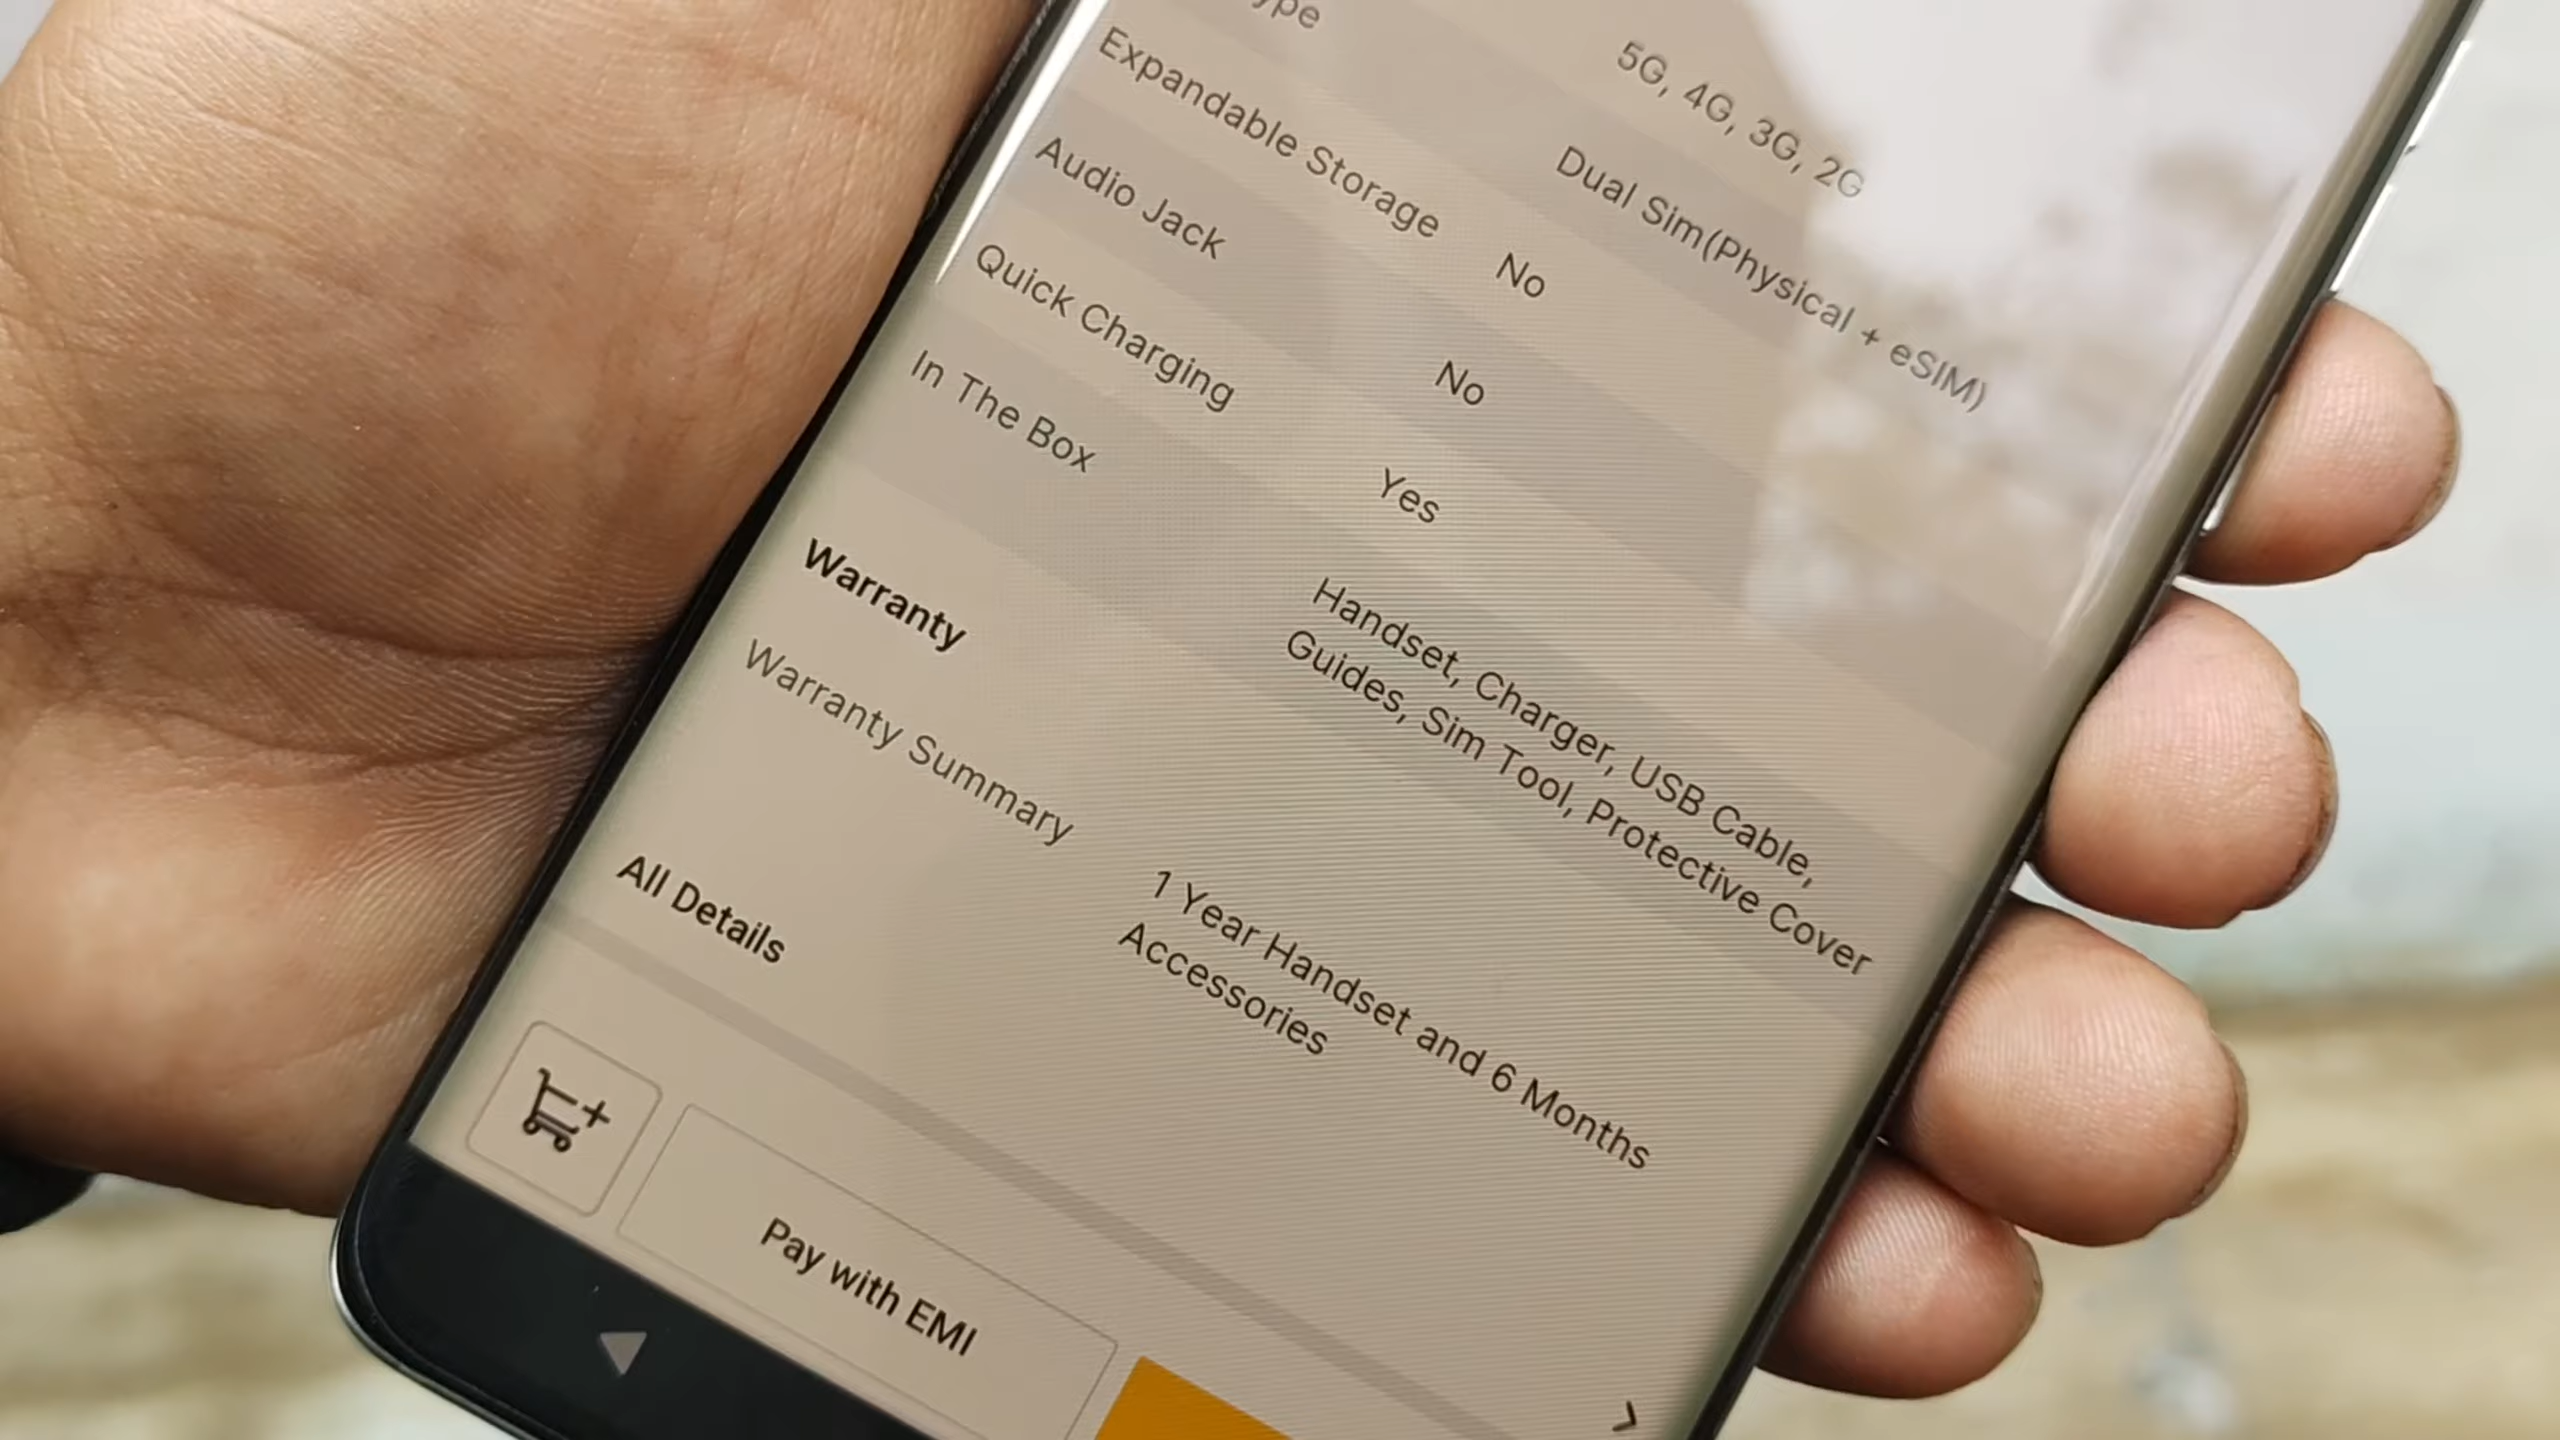 5G, 4G, 3G, 2G
Dual Sim(Physical + eSIM)
Expandable Storage
No
Audio Jack
No
Quick Charging
Yes
In The Box
Handset, Charger, USB Cable,
Guides, Sim Tool, Protective Cover
Warranty
Warranty Summary
1 Year Handset and 6 Months
Accessories
All Details
Pay with EMI